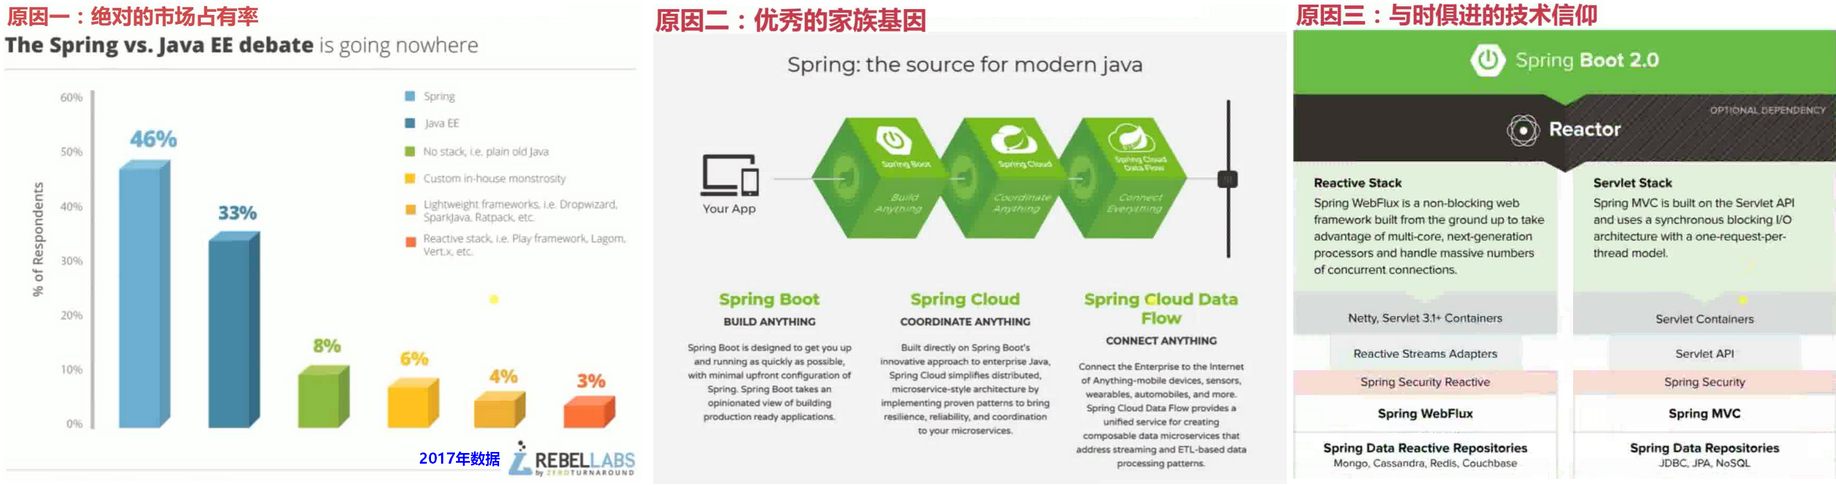 原因一：绝对的市场占有率
The Spring vs. Java EE debate is going nowhere
% of Respondents
60%
50%
40%
30%
20%
10%
0%
46%
33%
8%
6%
4%
3%
Spring
Java EE
No stack, i.e. plain old Java
Custom in-house monstrosity
Lightweight frameworks, i.e. Dropwizard,
SparkJava, Ratpack, etc.
Reactive stack, i.e. Play framework, Lagom,
Vert.x, etc.
2017年数据
REBELLABS
by ZEROTURNAROUND
原因二：优秀的家族基因
Spring: the source for modern java
Your App
Spring Boot
Build
Anything
Spring Cloud
Coordinate
Anything
Spring Cloud
Data Flow
Connect
Everything
Spring Boot
BUILD ANYTHING
Spring Boot is designed to get you up
and running as quickly as possible,
with minimal upfront configuration of
Spring. Spring Boot takes an
opinionated view of building
production ready applications.
Spring Cloud
COORDINATE ANYTHING
Built directly on Spring Boot's
innovative approach to enterprise Java,
Spring Cloud simplifies distributed,
microservice-style architecture by
implementing proven patterns to bring
resilience, reliability, and coordination
to your microservices.
Spring Cloud Data
Flow
CONNECT ANYTHING
Connect the Enterprise to the Internet
of Anything-mobile devices, sensors,
wearables, automobiles, and more.
Spring Cloud Data Flow provides a
unified service for creating
composable data microservices that
address streaming and ETL-based data
processing patterns.
原因三：与时俱进的技术信仰
Spring Boot 2.0
OPTIONAL DEPENDENCY
Reactor
Reactive Stack
Spring WebFlux is a non-blocking web
framework built from the ground up to take
advantage of multi-core, next-generation
processors and handle massive numbers
of concurrent connections.
Netty, Servlet 3.1+ Containers
Reactive Streams Adapters
Spring Security Reactive
Spring WebFlux
Spring Data Reactive Repositories
Mongo, Cassandra, Redis, Couchbase
Servlet Stack
Spring MVC is built on the Servlet API
and uses a synchronous blocking I/O
architecture with a one-request-per-
thread model.
Servlet Containers
Servlet API
Spring Security
Spring MVC
Spring Data Repositories
JDBC, JPA, NoSQL